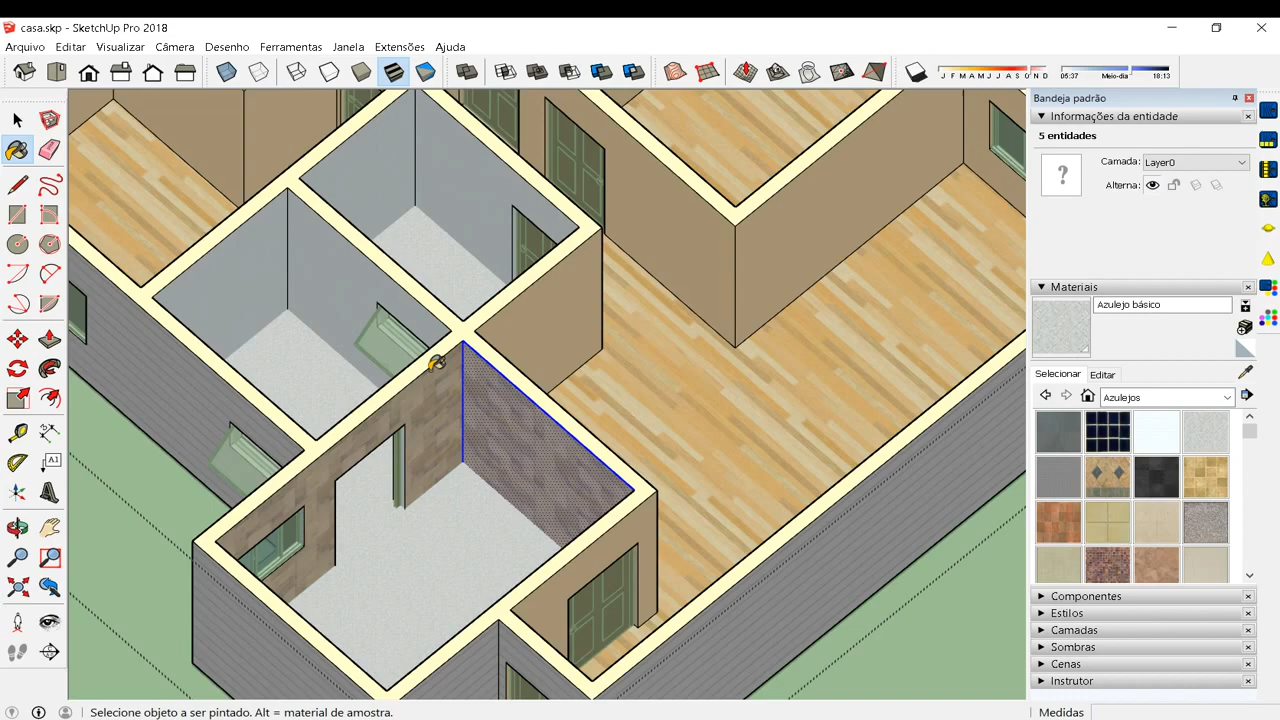 casa.skp - SketchUp Pro 2018
Arquivo Editar Visualizar Câmera Desenho Ferramentas Janela Extensões Ajuda
J F M A M J J A S O N D 05:37 Meio-dia 18:13
Bandeja padrão
Informações da entidade
5 entidades
Camada: Layer0
?
Alterna:
Materiais
Azulejo básico
Selecionar Editar
Azulejos
A1
Componentes
Estilos
Camadas
Sombras
Cenas
Instrutor
Selecione objeto a ser pintado. Alt = material de amostra.
Medidas